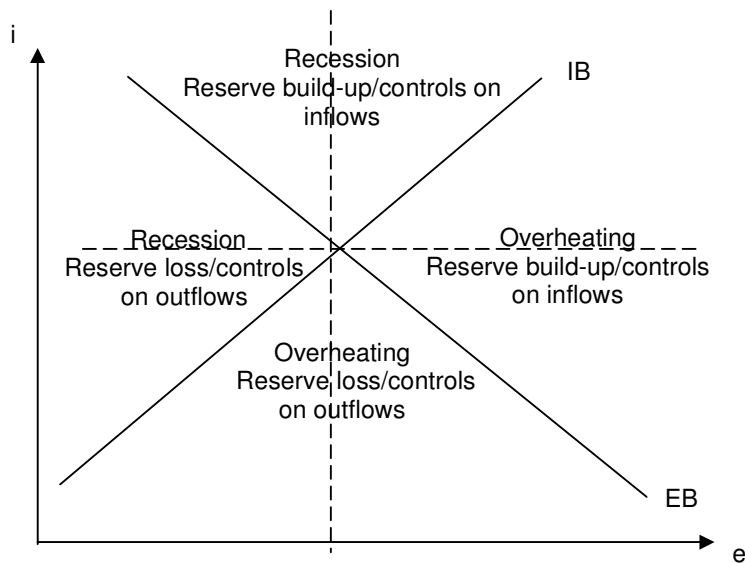 i
Recession
Reserve build-up/controls on
inflows
IB
Recession
Reserve loss/controls
on outflows
Overheating
Reserve build-up/controls
on inflows
Overheating
Reserve loss/controls
on outflows
EB
e